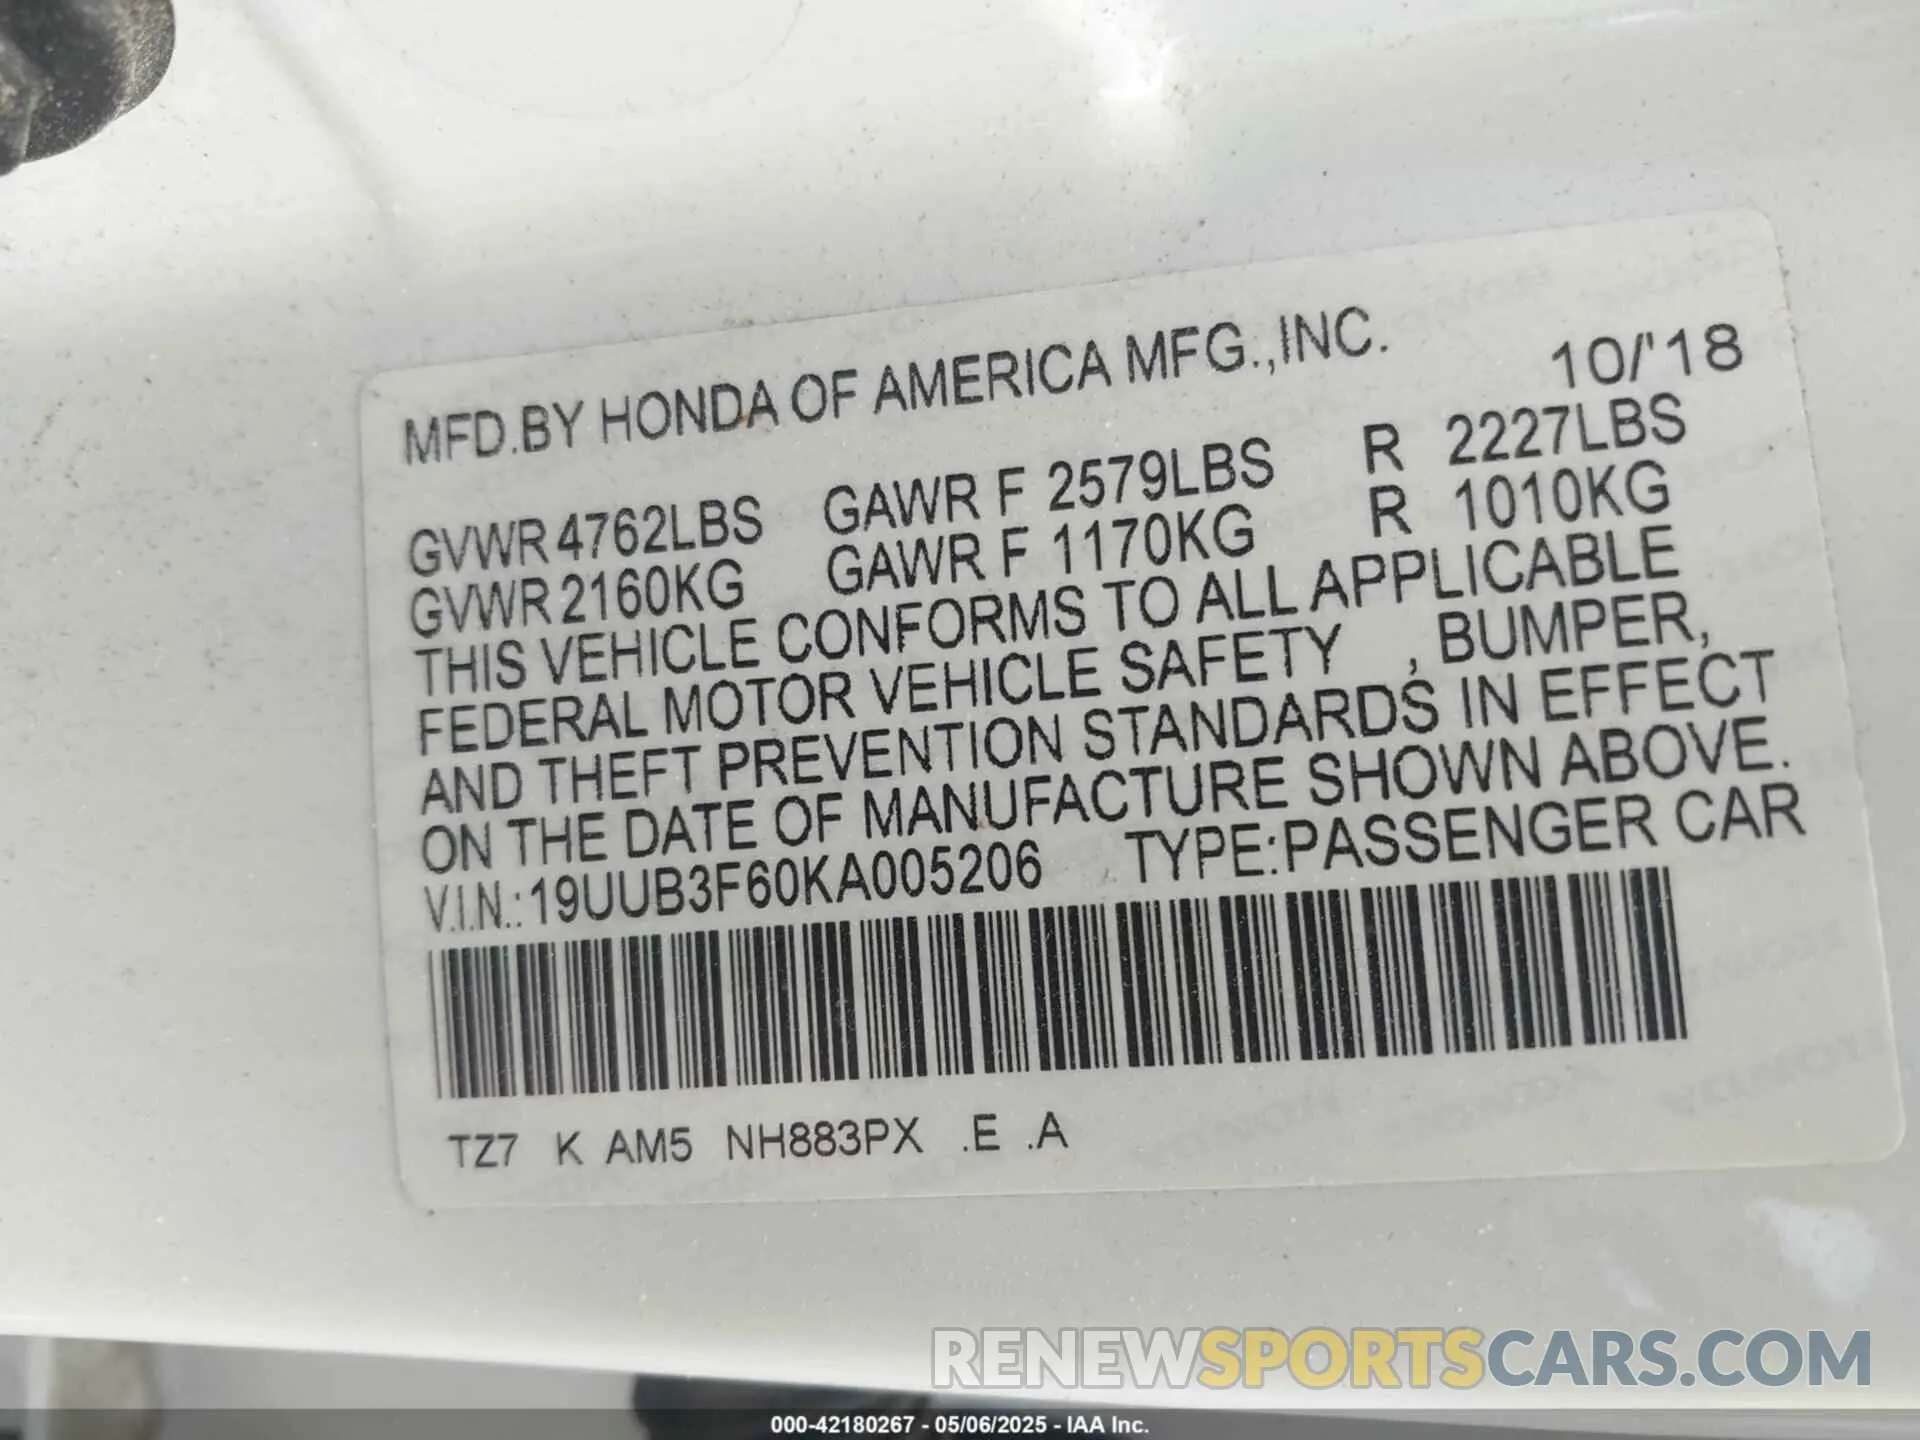 MFD.BY HONDA OF AMERICA MFG.,INC. 10/'18
GVWR 4762LBS GAWR F 2579LBS R 2227LBS
GVWR 2160KG GAWR F 1170KG R 1010KG
THIS VEHICLE CONFORMS TO ALL APPLICABLE
FEDERAL MOTOR VEHICLE SAFETY , BUMPER,
AND THEFT PREVENTION STANDARDS IN EFFECT
ON THE DATE OF MANUFACTURE SHOWN ABOVE.
V.I.N.:19UUB3F60KA005206 TYPE:PASSENGER CAR
TZ7 K AM5 NH883PX .E .A
RENEWSPORTSCARS.COM
000-42180267 - 05/06/2025 - IAA Inc.